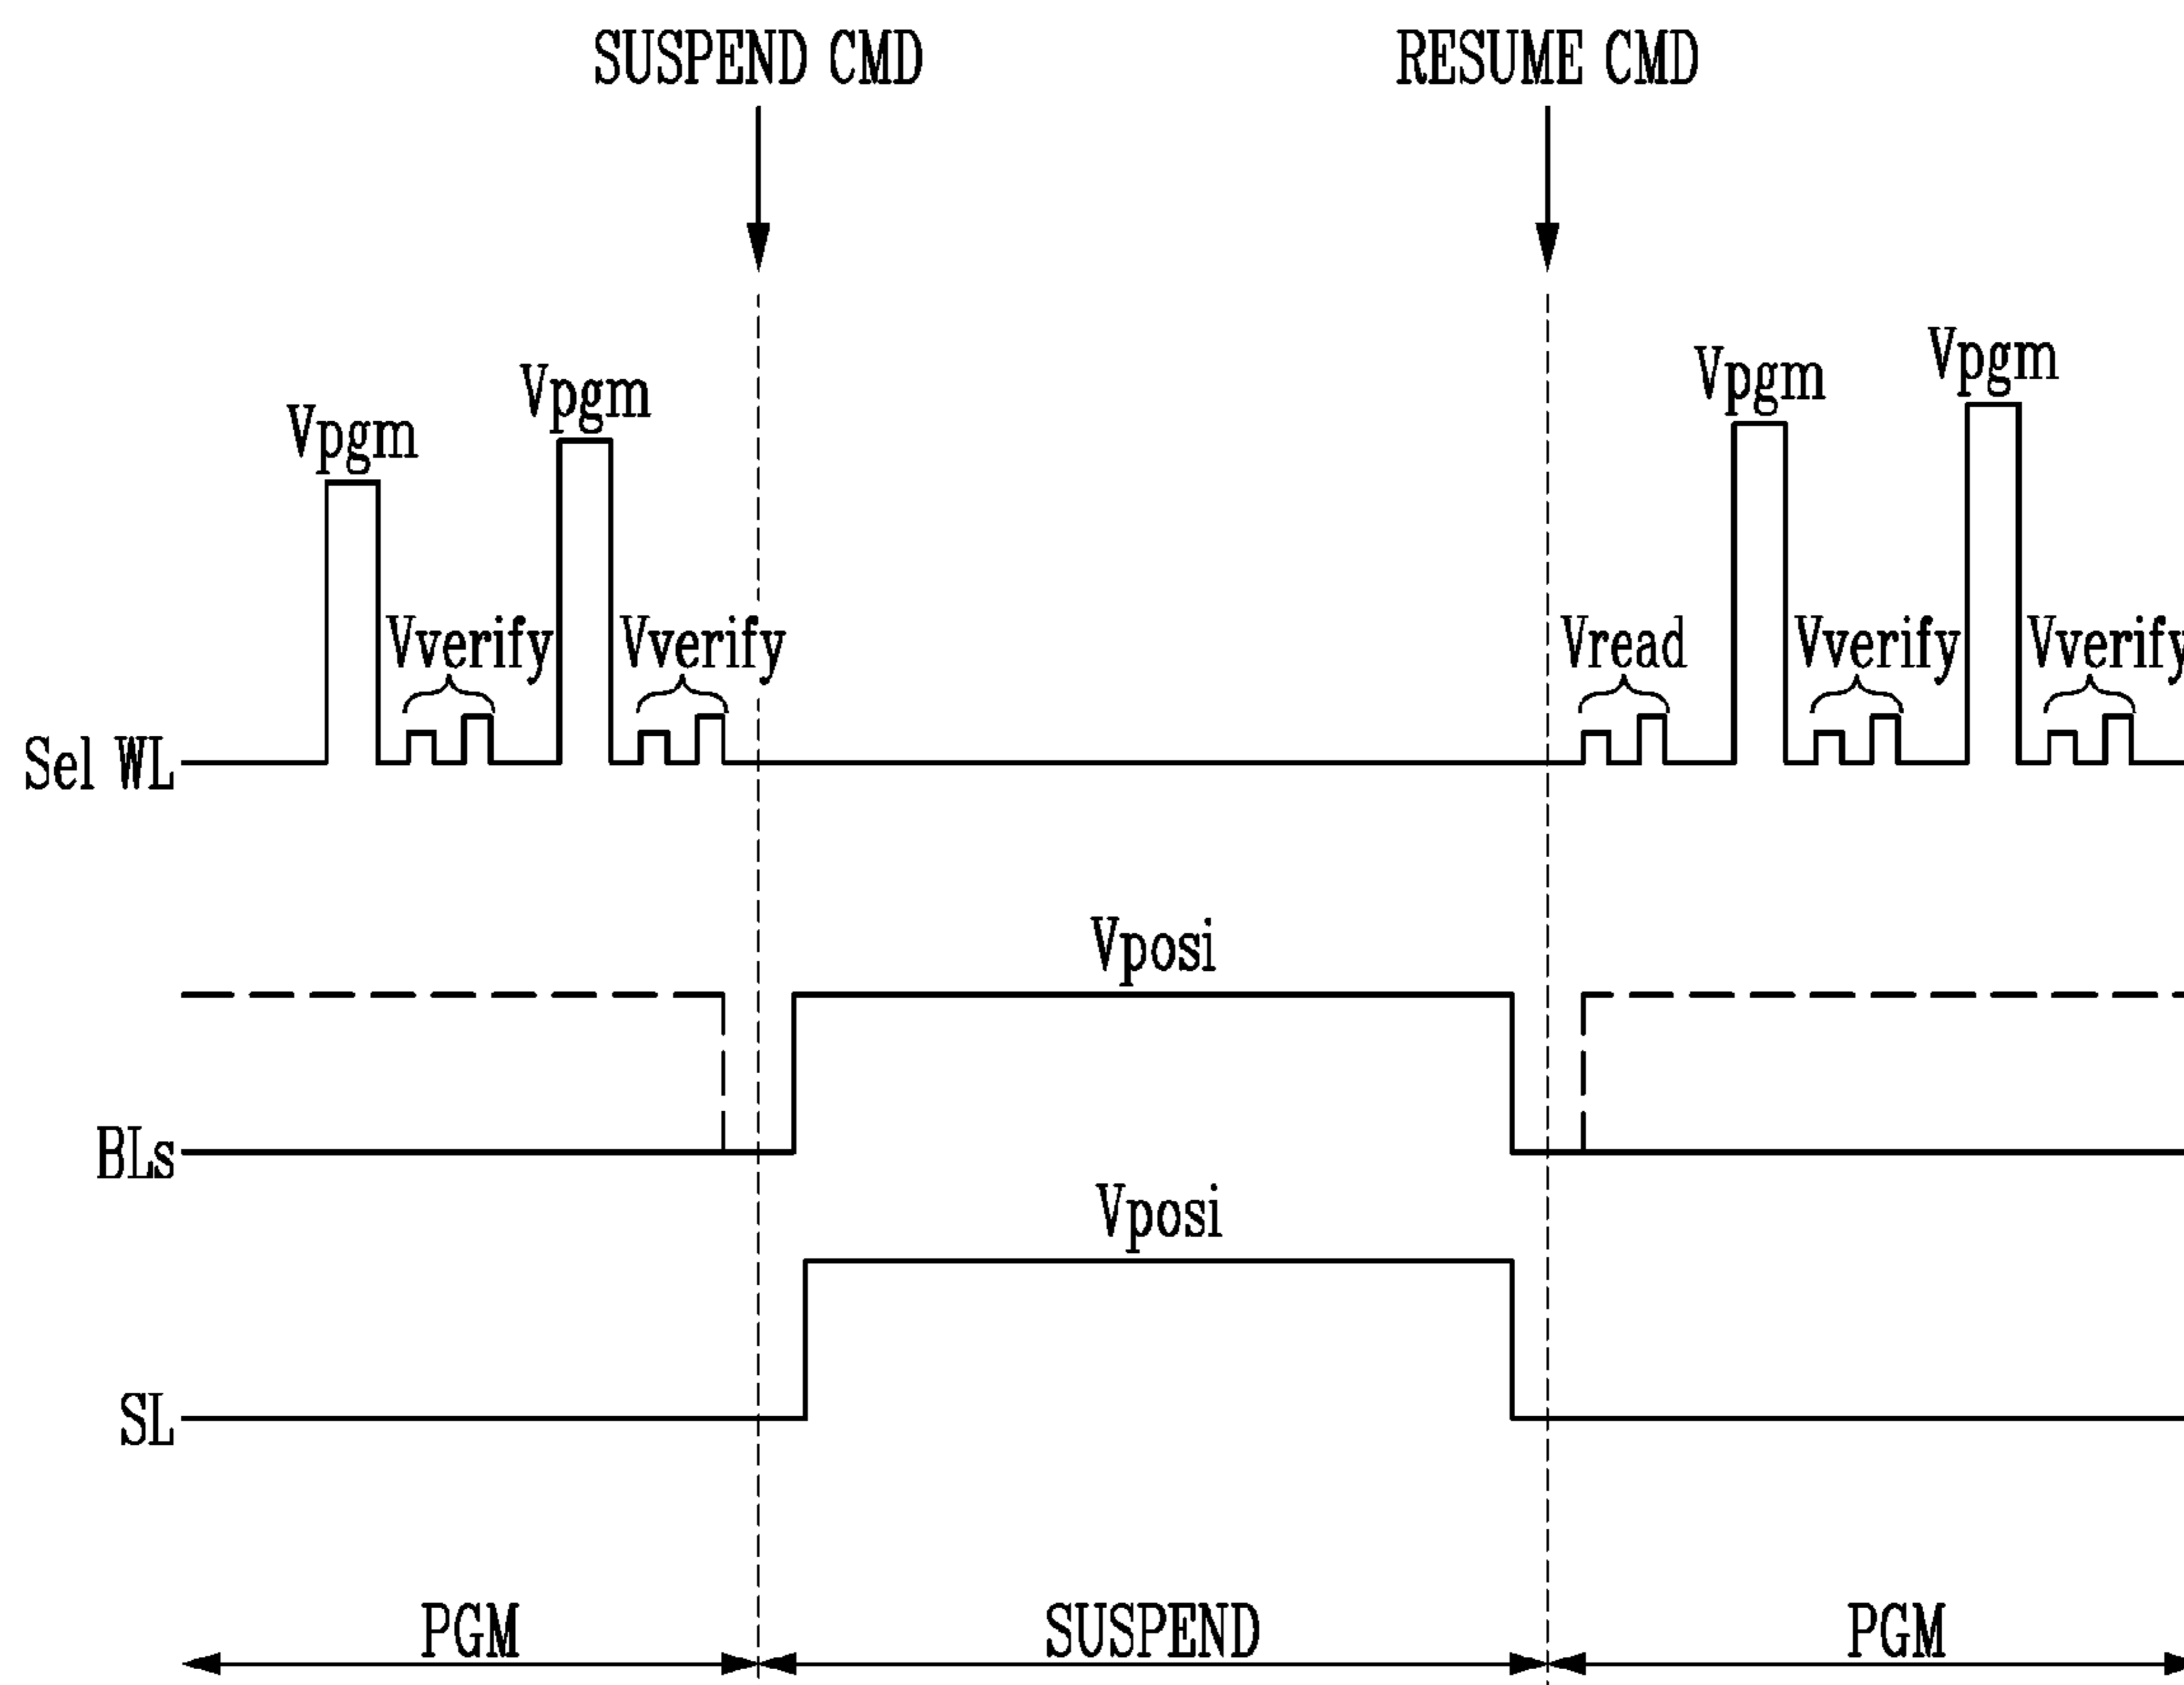 SUSPEND CMD RESUME CMD
Vpgm Vpgm Vpgm Vpgm
Vverify Vverify Vread Vverify Vverify
Sel WL
Vposi
BLs
Vposi
SL
PGM SUSPEND PGM